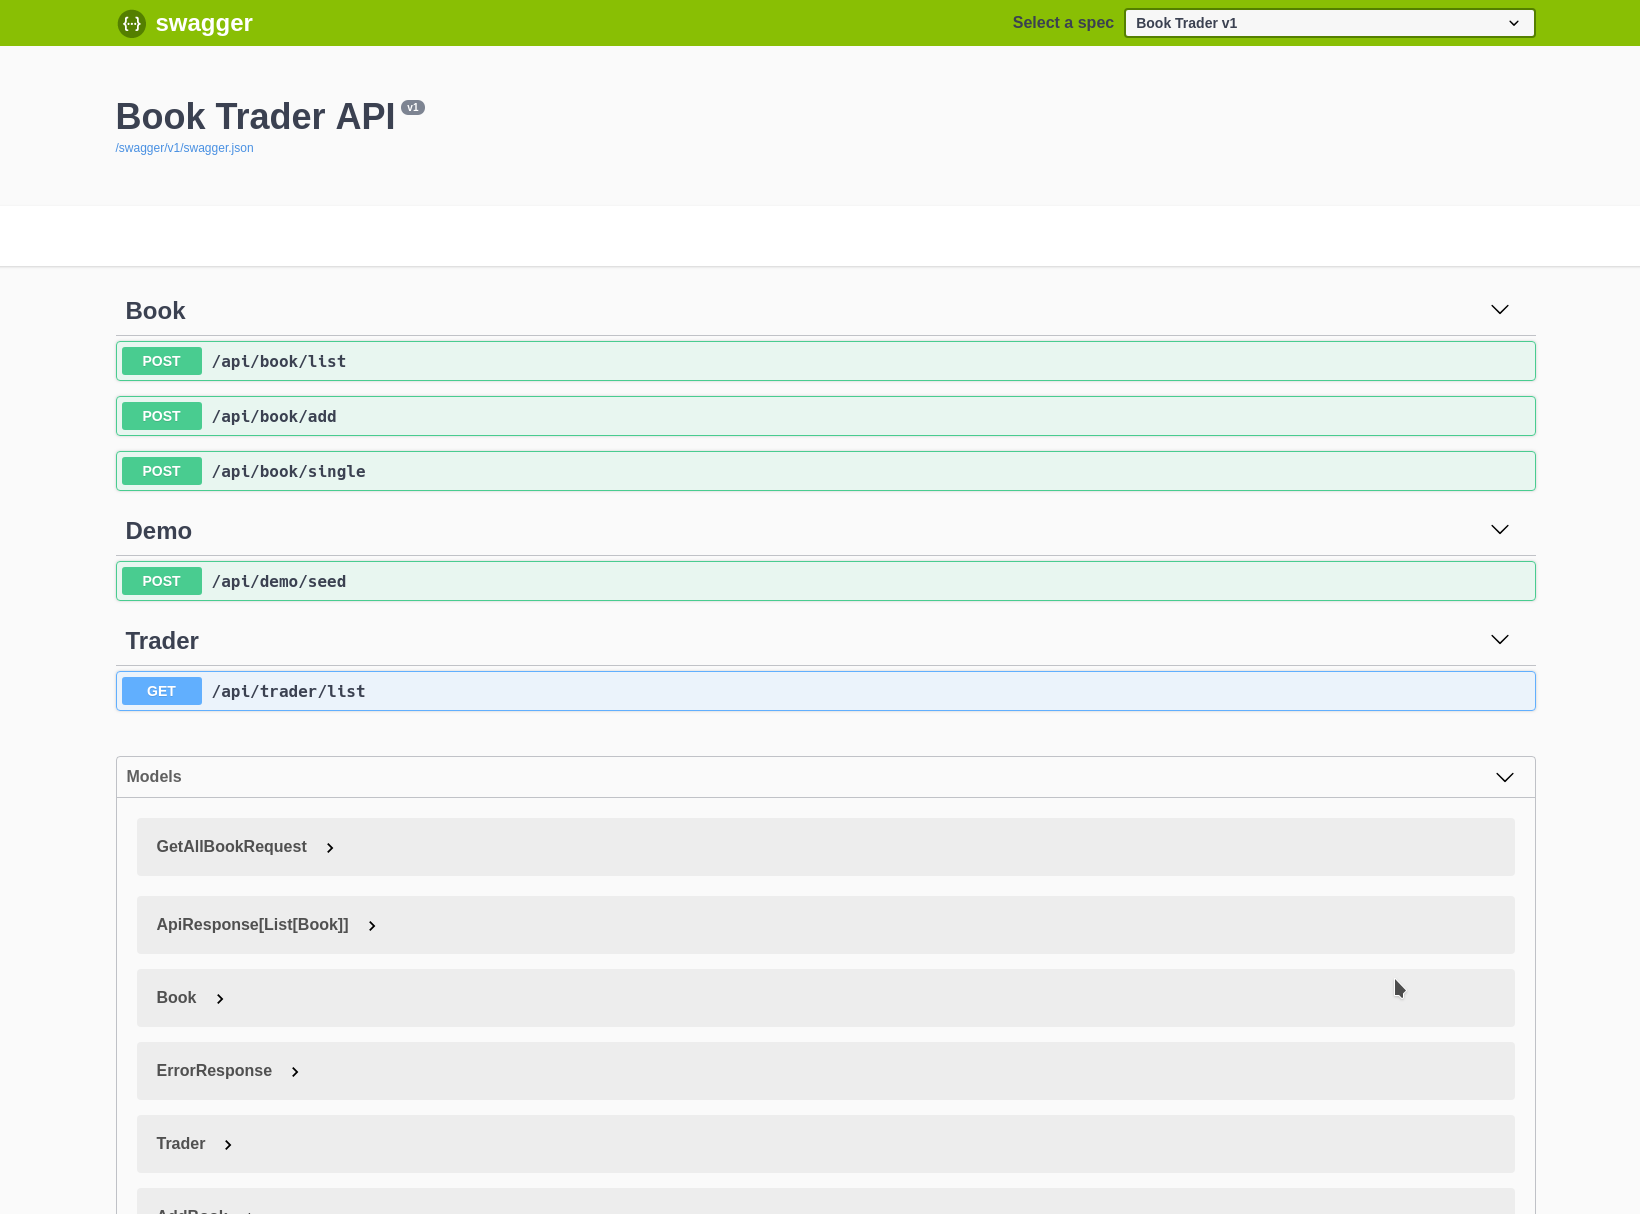 {···} swagger
Select a spec
Book Trader v1
Book Trader API v1
/swagger/v1/swagger.json
Book
POST /api/book/list
POST /api/book/add
POST /api/book/single
Demo
POST /api/demo/seed
Trader
GET /api/trader/list
Models
GetAllBookRequest
ApiResponse[List[Book]]
Book
ErrorResponse
Trader
AddBook